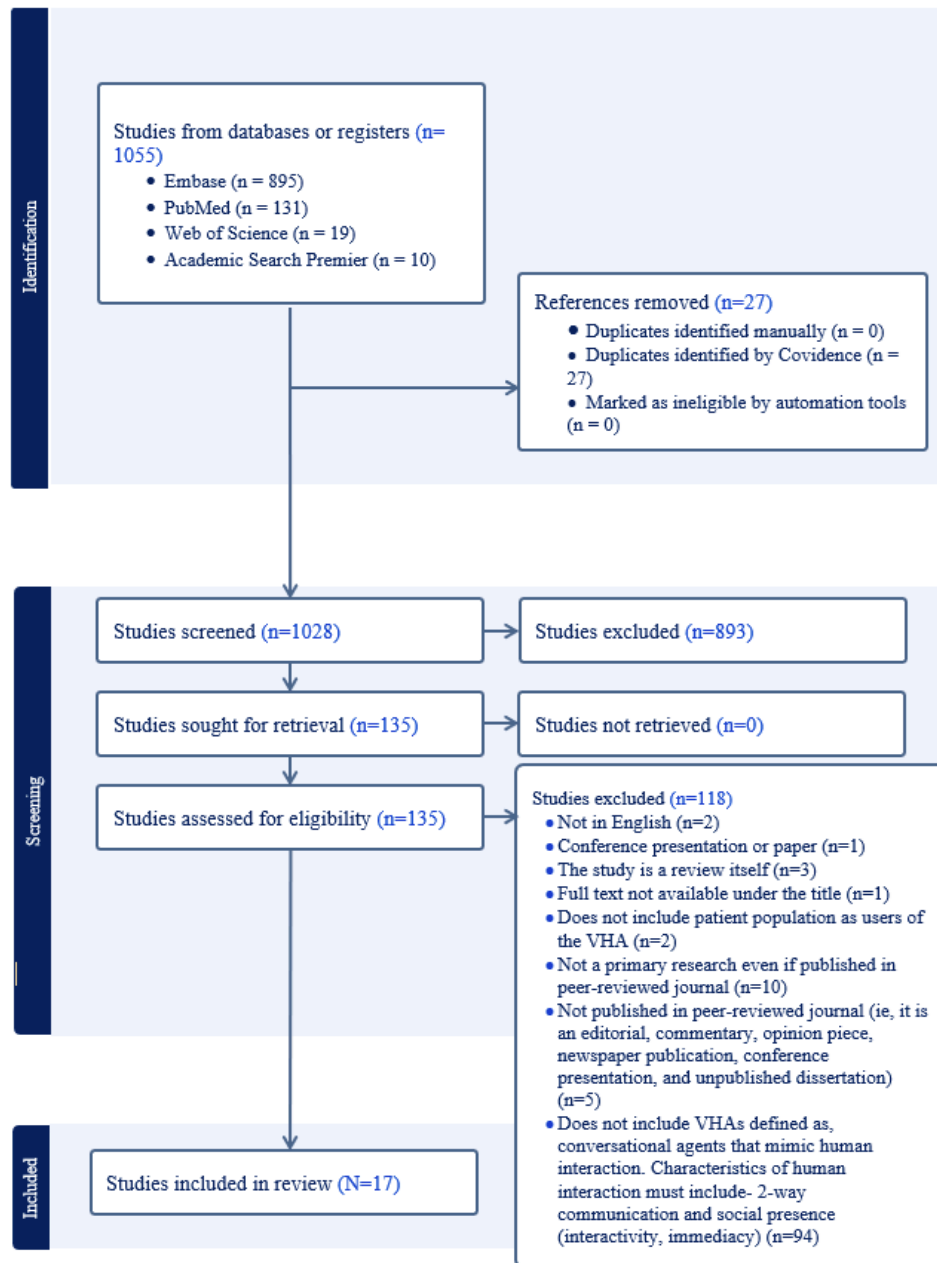 Identification
Studies from databases or registers (n=
1055)
• Embase (n = 895)
• PubMed (n = 131)
• Web of Science (n = 19)
• Academic Search Premier (n = 10)
References removed (n=27)
• Duplicates identified manually (n = 0)
• Duplicates identified by Covidence (n =
27)
• Marked as ineligible by automation tools
(n = 0)
Screening
Studies screened (n=1028)
Studies excluded (n=893)
Studies sought for retrieval (n=135)
Studies not retrieved (n=0)
Studies assessed for eligibility (n=135)
Studies excluded (n=118)
• Not in English (n=2)
• Conference presentation or paper (n=1)
• The study is a review itself (n=3)
• Full text not available under the title (n=1)
• Does not include patient population as users of
the VHA (n=2)
• Not a primary research even if published in
peer-reviewed journal (n=10)
• Not published in peer-reviewed journal (ie, it is
an editorial, commentary, opinion piece,
newspaper publication, conference
presentation, and unpublished dissertation)
(n=5)
• Does not include VHAs defined as,
conversational agents that mimic human
interaction. Characteristics of human
interaction must include- 2-way
communication and social presence
(interactivity, immediacy) (n=94)
Included
Studies included in review (N=17)